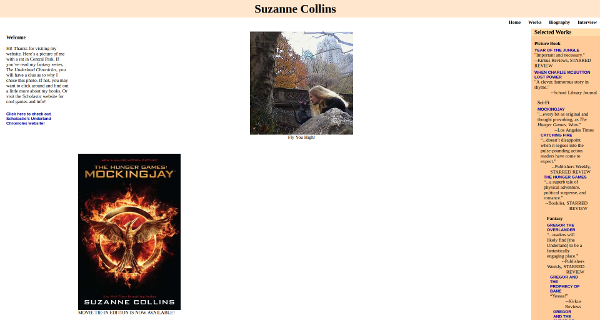 Suzanne Collins
Home Works Biography Interview
Welcome
Hi! Thanks for visiting my
website. Here's a picture of me
with a rat in Central Park. If
you've read my fantasy series,
The Underland Chronicles, you
will have a clue as to why I
chose this photo. If not, you may
want to click around and find out
a little more about my books. Or
visit the Scholastic website for
cool games and info!
Click here to check out
Scholastic's Underland
Chronicles website!
Fly You High!
THE HUNGER GAMES
MOCKINGJAY
SUZANNE COLLINS
MOVIE TIE-IN EDITION IS NOW AVAILABLE!
Selected Works
Picture Book
YEAR OF THE JUNGLE
"Important and necessary."
--Kirkus Reviews, STARRED
REVIEW
WHEN CHARLIE MCBUTTON
LOST POWER
"A clever, humorous story in
rhyme."
--School Library Journal
Sci-Fi
MOCKINGJAY
"...every bit as original and
thought provoking as The
Hunger Games. Wow."
--Los Angeles Times
CATCHING FIRE
"...doesn't disappoint
when it segues into the
pulse-pounding action
readers have come to
expect."
--Publishers Weekly,
STARRED REVIEW
THE HUNGER GAMES
"...a superb tale of
physical adventure,
political suspense, and
romance."
--Booklist, STARRED
REVIEW
Fantasy
GREGOR THE
OVERLANDER
"...readers will
likely find [the
Underland] to be a
fantastically
engaging place."
--Publishers
Weekly, STARRED
REVIEW
GREGOR AND
THE
PROPHECY OF
BANE
--Kirkus
Reviews
GREGOR
AND THE